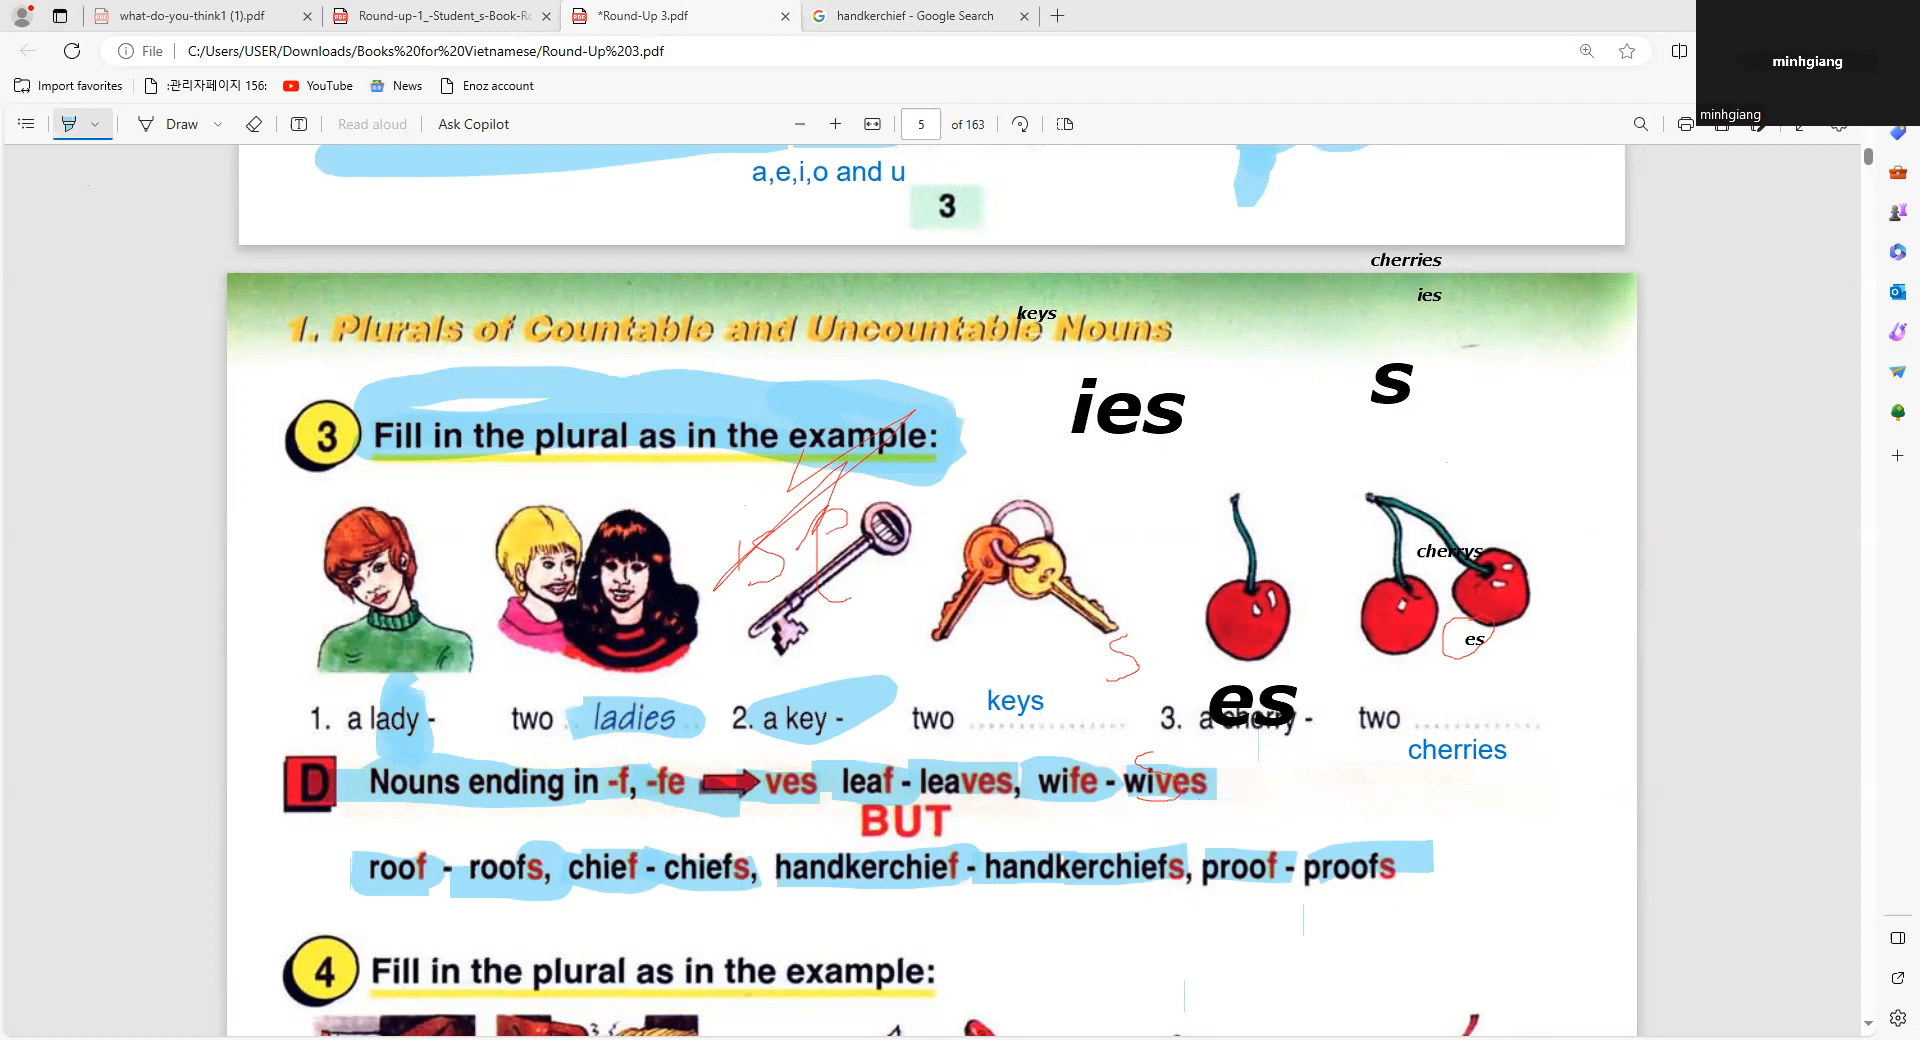 what-do-you-think1 (1).pdf
Round-up-1_-Student_s-Book-Ro
*Round-Up 3.pdf
handkerchief - Google Search
File
C:/Users/USER/Downloads/Books%20for%20Vietnamese/Round-Up%203.pdf
minhgiang
Import favorites
:관리자페이지 156:
YouTube
News
Enoz account
minhgiang
Draw
Read aloud
Ask Copilot
5
of 163
a,e,i,o and u
3
cherries
ies
keys
1. Plurals of Countable and Uncountable Nouns
s
ies
3 Fill in the plural as in the example:
cherrys
es
s
es
keys
1. a lady - two ladies 2. a key - two 3. a cherry - two
cherries
D Nouns ending in -f, -fe ves leaf - leaves, wife - wives
BUT
roof - roofs, chief - chiefs, handkerchief - handkerchiefs, proof - proofs
4 Fill in the plural as in the example: